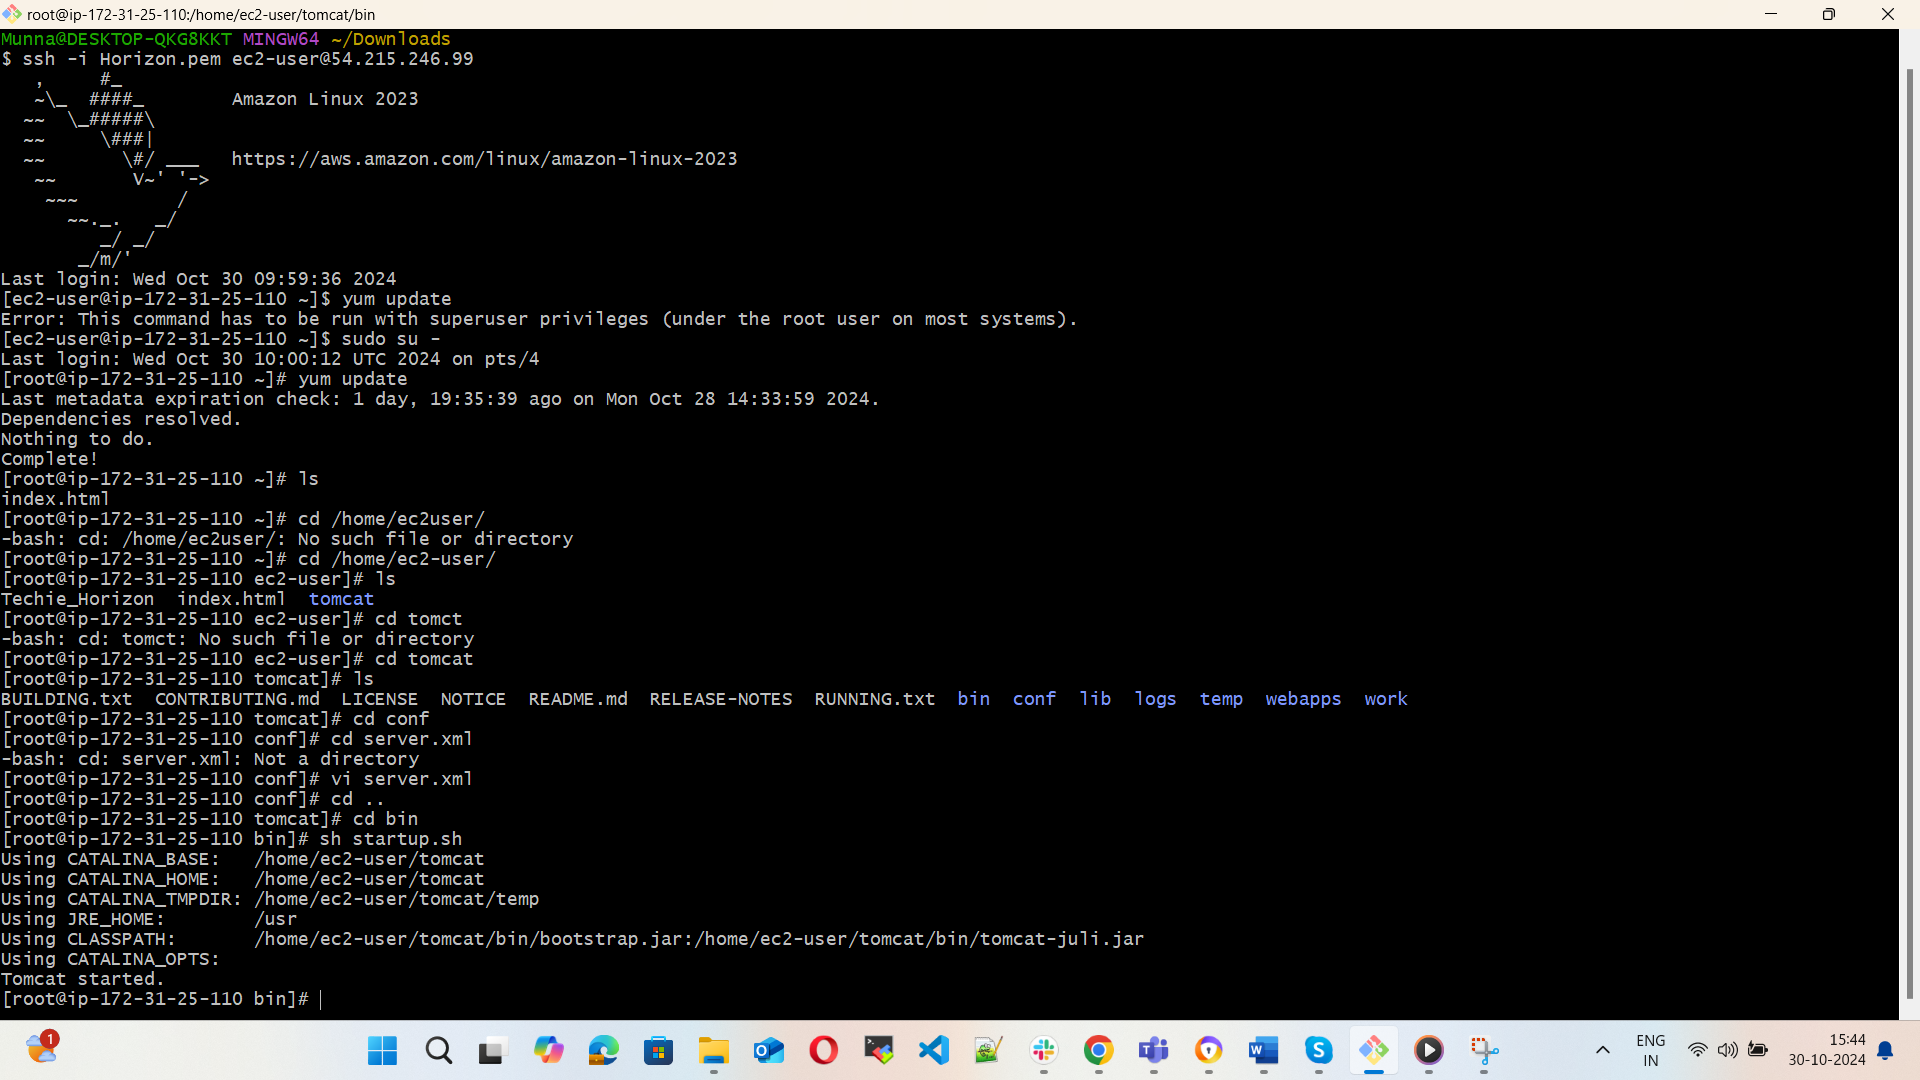 root@ip-172-31-25-110:/home/ec2-user/tomcat/bin
Munna@DESKTOP-QKG8KKT MINGW64 ~/Downloads
$ ssh -i Horizon.pem ec2-user@54.215.246.99
   ,     #_
   ~\_  ####_        Amazon Linux 2023
  ~~  \_#####\
  ~~     \###|
  ~~       \#/ ___   https://aws.amazon.com/linux/amazon-linux-2023
   ~~       V~' '->
    ~~~         /
      ~~._.   _/
         _/ _/
       _/m/'
Last login: Wed Oct 30 09:59:36 2024
[ec2-user@ip-172-31-25-110 ~]$ yum update
Error: This command has to be run with superuser privileges (under the root user on most systems).
[ec2-user@ip-172-31-25-110 ~]$ sudo su -
Last login: Wed Oct 30 10:00:12 UTC 2024 on pts/4
[root@ip-172-31-25-110 ~]# yum update
Last metadata expiration check: 1 day, 19:35:39 ago on Mon Oct 28 14:33:59 2024.
Dependencies resolved.
Nothing to do.
Complete!
[root@ip-172-31-25-110 ~]# ls
index.html
[root@ip-172-31-25-110 ~]# cd /home/ec2user/
-bash: cd: /home/ec2user/: No such file or directory
[root@ip-172-31-25-110 ~]# cd /home/ec2-user/
[root@ip-172-31-25-110 ec2-user]# ls
Techie_Horizon  index.html  tomcat
[root@ip-172-31-25-110 ec2-user]# cd tomct
-bash: cd: tomct: No such file or directory
[root@ip-172-31-25-110 ec2-user]# cd tomcat
[root@ip-172-31-25-110 tomcat]# ls
BUILDING.txt  CONTRIBUTING.md  LICENSE  NOTICE  README.md  RELEASE-NOTES  RUNNING.txt  bin  conf  lib  logs  temp  webapps  work
[root@ip-172-31-25-110 tomcat]# cd conf
[root@ip-172-31-25-110 conf]# cd server.xml
-bash: cd: server.xml: Not a directory
[root@ip-172-31-25-110 conf]# vi server.xml
[root@ip-172-31-25-110 conf]# cd ..
[root@ip-172-31-25-110 tomcat]# cd bin
[root@ip-172-31-25-110 bin]# sh startup.sh
Using CATALINA_BASE:   /home/ec2-user/tomcat
Using CATALINA_HOME:   /home/ec2-user/tomcat
Using CATALINA_TMPDIR: /home/ec2-user/tomcat/temp
Using JRE_HOME:        /usr
Using CLASSPATH:       /home/ec2-user/tomcat/bin/bootstrap.jar:/home/ec2-user/tomcat/bin/tomcat-juli.jar
Using CATALINA_OPTS:
Tomcat started.
[root@ip-172-31-25-110 bin]#
1
ENG
IN
15:44
30-10-2024